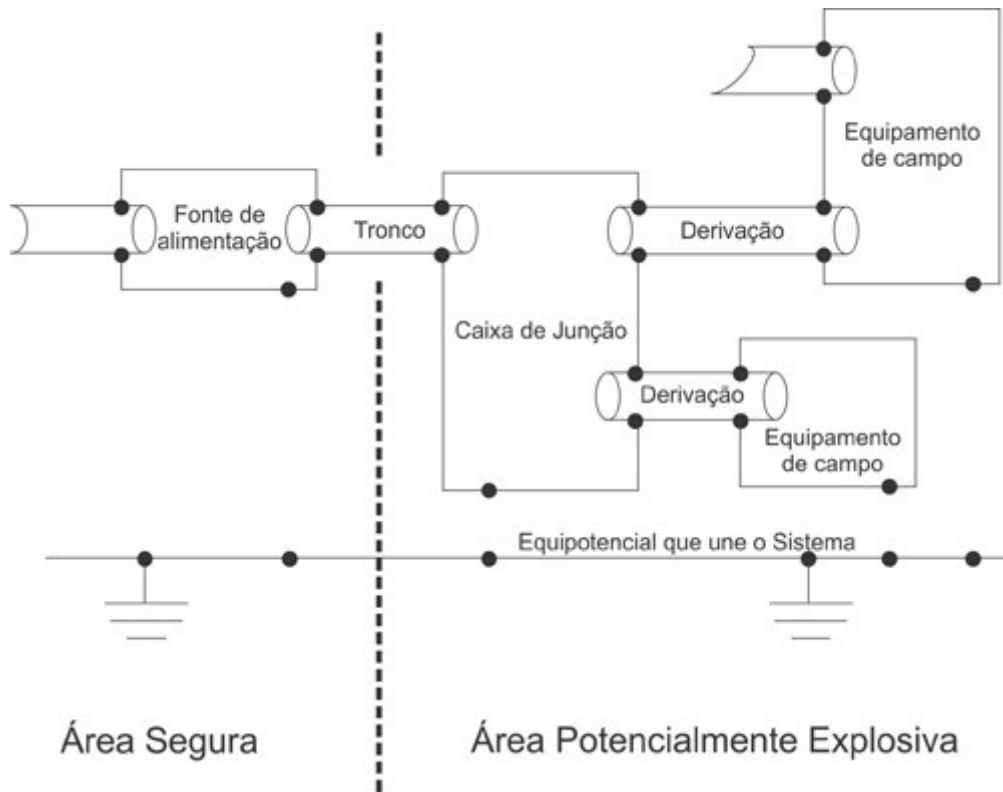 Equipamento
de campo
Fonte de
alimentação
Tronco
Derivação
Caixa de Junção
Derivação
Equipamento
de campo
Equipotencial que une o Sistema
Área Segura
Área Potencialmente Explosiva